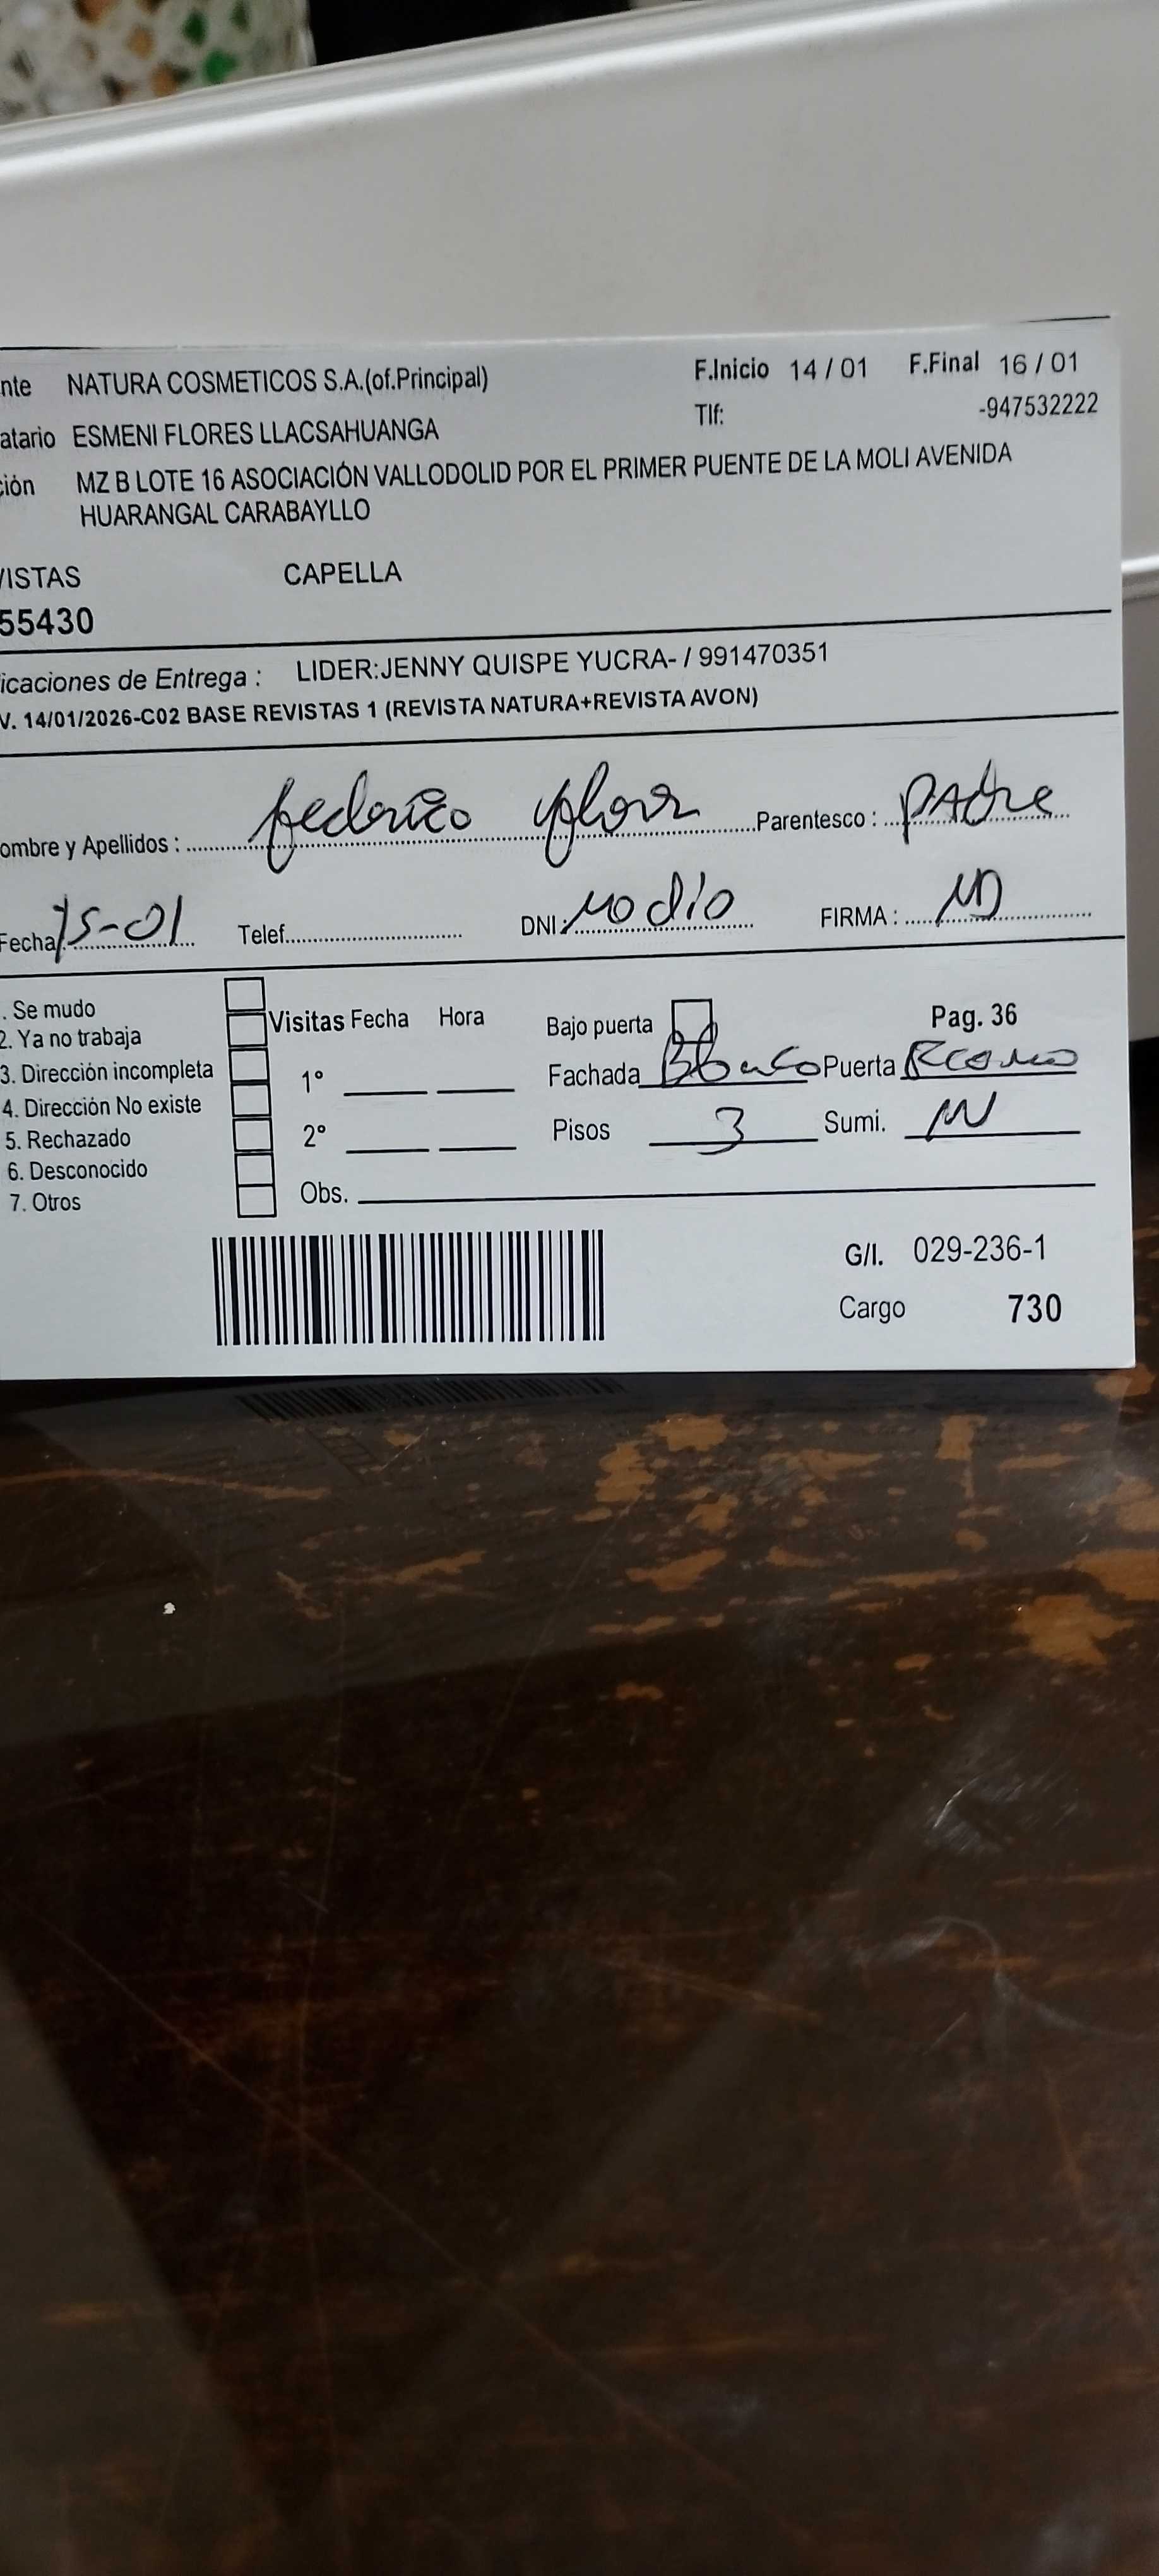 nte NATURA COSMETICOS S.A.(of.Principal) F.Inicio 14 / 01 F.Final 16 / 01
Tlf: -947532222
atario ESMENI FLORES LLACSAHUANGA
ción MZ B LOTE 16 ASOCIACIÓN VALLODOLID POR EL PRIMER PUENTE DE LA MOLI AVENIDA
HUARANGAL CARABAYLLO
VISTAS CAPELLA
55430
icaciones de Entrega : LIDER:JENNY QUISPE YUCRA- / 991470351
V. 14/01/2026-C02 BASE REVISTAS 1 (REVISTA NATURA+REVISTA AVON)
ombre y Apellidos : federico Parentesco : PAdre
Fecha 15-01 Telef. DNI: No dio FIRMA : ND
. Se mudo
2. Ya no trabaja
3. Dirección incompleta
4. Dirección No existe
5. Rechazado
6. Desconocido
7. Otros
Visitas Fecha Hora
1°
2°
Obs.
Bajo puerta Pag. 36
Fachada Blanco Puerta
Pisos 3 Sumi.
G/I. 029-236-1
Cargo 730